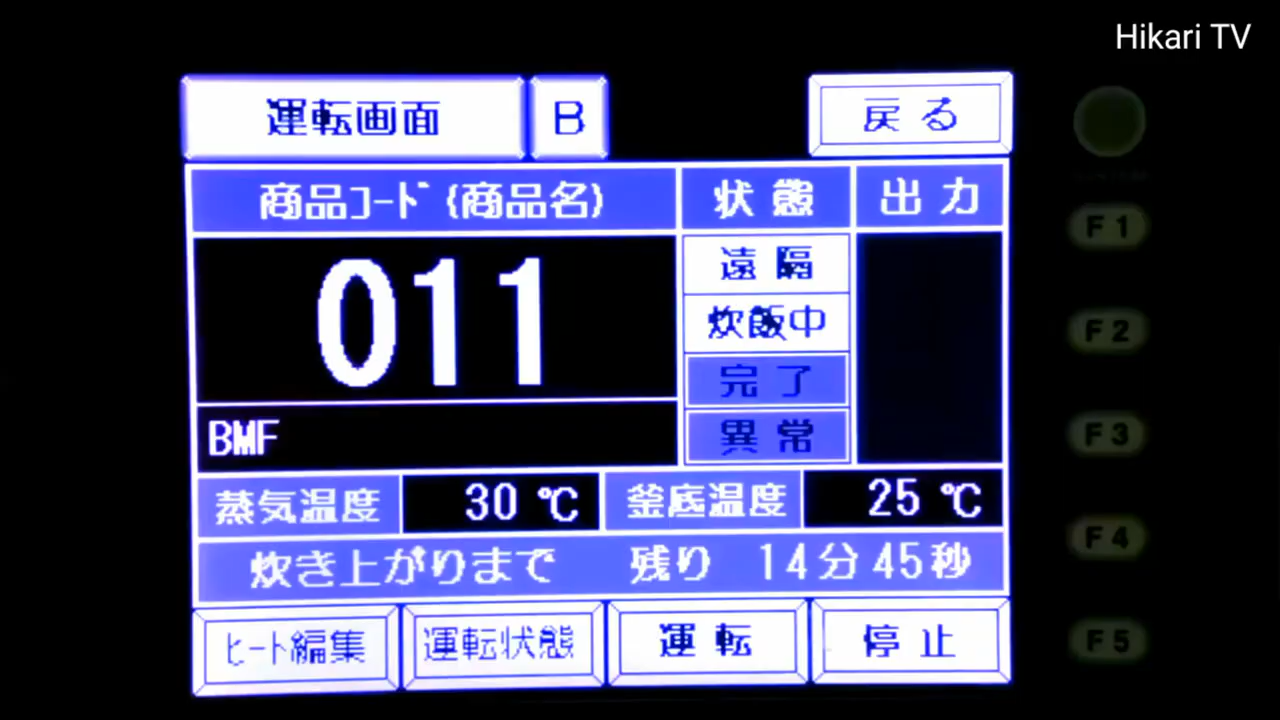 Hikari TV
運転画面 B 戻る
商品コード (商品名) 状態 出力
011
遠隔
炊飯中
完了
異常
BMF
蒸気温度 30 ℃ 釜底温度 25 ℃
炊き上がりまで 残り 14分45秒
ヒート編集 運転状態 運転 停止
F1
F2
F3
F4
F5